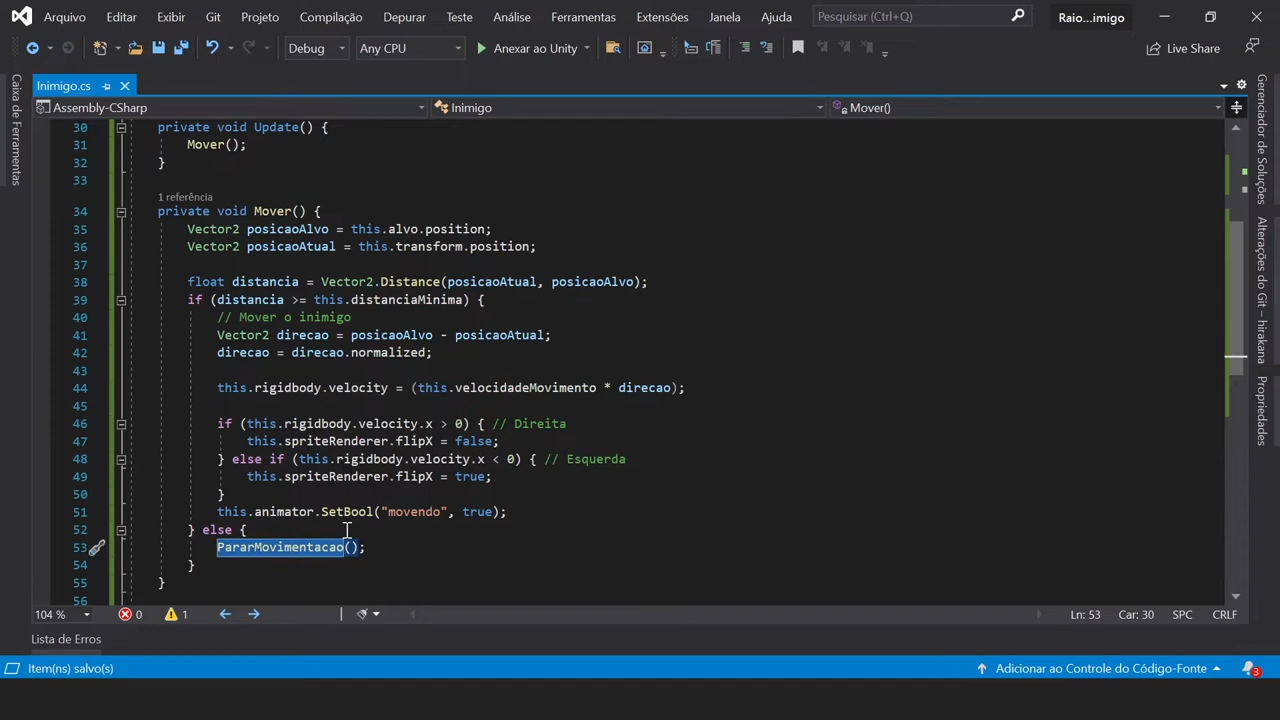 Arquivo Editar Exibir Git Projeto Compilação Depurar Teste Análise Ferramentas Extensões Janela Ajuda Pesquisar (Ctrl+Q) Raio...imigo
Debug Any CPU Anexar ao Unity Live Share
Inimigo.cs
Assembly-CSharp Inimigo Mover()
Caixa de Ferramentas
30 private void Update() {
31 Mover();
32 }
33
1 referência
34 private void Mover() {
35 Vector2 posicaoAlvo = this.alvo.position;
36 Vector2 posicaoAtual = this.transform.position;
37
38 float distancia = Vector2.Distance(posicaoAtual, posicaoAlvo);
39 if (distancia >= this.distanciaMinima) {
40 // Mover o inimigo
41 Vector2 direcao = posicaoAlvo - posicaoAtual;
42 direcao = direcao.normalized;
43
44 this.rigidbody.velocity = (this.velocidadeMovimento * direcao);
45
46 if (this.rigidbody.velocity.x > 0) { // Direita
47 this.spriteRenderer.flipX = false;
48 } else if (this.rigidbody.velocity.x < 0) { // Esquerda
49 this.spriteRenderer.flipX = true;
50 }
51 this.animator.SetBool("movendo", true);
52 } else {
53 PararMovimentacao();
54 }
55 }
56
Gerenciador de Soluções
Alterações do Git – hirakana
Propriedades
104 % 0 1 Ln: 53 Car: 30 SPC CRLF
Lista de Erros
Item(ns) salvo(s) Adicionar ao Controle do Código-Fonte 3